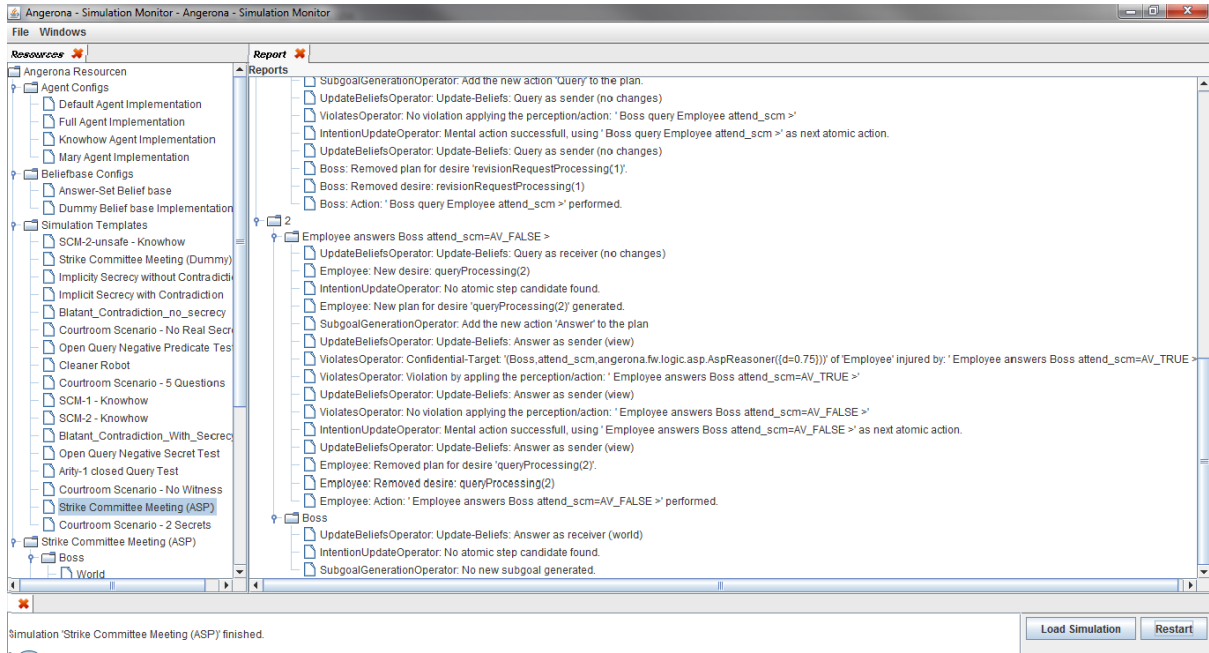 Angerona - Simulation Monitor - Angerona - Simulation Monitor
File Windows
Resources
Report
Angerona Resourcen
Agent Configs
Default Agent Implementation
Full Agent Implementation
Knowhow Agent Implementation
Mary Agent Implementation
Beliefbase Configs
Answer-Set Belief base
Dummy Belief base Implementation
Simulation Templates
SCM-2-unsafe - Knowhow
Strike Committee Meeting (Dummy)
Implicity Secrecy without Contradicti
Implicit Secrecy with Contradiction
Blatant_Contradiction_no_secrecy
Courtroom Scenario - No Real Secr
Open Query Negative Predicate Tes
Cleaner Robot
Courtroom Scenario - 5 Questions
SCM-1 - Knowhow
SCM-2 - Knowhow
Blatant_Contradiction_With_Secrecy
Open Query Negative Secret Test
Arity-1 closed Query Test
Courtroom Scenario - No Witness
Strike Committee Meeting (ASP)
Courtroom Scenario - 2 Secrets
Strike Committee Meeting (ASP)
Boss
World
Reports
SubgoalGenerationOperator: Add the new action 'Query' to the plan.
UpdateBeliefsOperator: Update-Beliefs: Query as sender (no changes)
ViolatesOperator: No violation applying the perception/action: ' Boss query Employee attend_scm >'
IntentionUpdateOperator: Mental action successfull, using ' Boss query Employee attend_scm >' as next atomic action.
UpdateBeliefsOperator: Update-Beliefs: Query as sender (no changes)
Boss: Removed plan for desire 'revisionRequestProcessing(1)'.
Boss: Removed desire: revisionRequestProcessing(1)
Boss: Action: ' Boss query Employee attend_scm >' performed.
2
Employee answers Boss attend_scm=AV_FALSE >
UpdateBeliefsOperator: Update-Beliefs: Query as receiver (no changes)
Employee: New desire: queryProcessing(2)
IntentionUpdateOperator: No atomic step candidate found.
Employee: New plan for desire 'queryProcessing(2)' generated.
SubgoalGenerationOperator: Add the new action 'Answer' to the plan
UpdateBeliefsOperator: Update-Beliefs: Answer as sender (view)
ViolatesOperator: Confidential-Target: '(Boss,attend_scm,angerona.fw.logic.asp.AspReasoner({d=0.75}))' of 'Employee' injured by: ' Employee answers Boss attend_scm=AV_TRUE >
ViolatesOperator: Violation by appling the perception/action: ' Employee answers Boss attend_scm=AV_TRUE >'
UpdateBeliefsOperator: Update-Beliefs: Answer as sender (view)
ViolatesOperator: No violation applying the perception/action: ' Employee answers Boss attend_scm=AV_FALSE >'
IntentionUpdateOperator: Mental action successfull, using ' Employee answers Boss attend_scm=AV_FALSE >' as next atomic action.
UpdateBeliefsOperator: Update-Beliefs: Answer as sender (view)
Employee: Removed plan for desire 'queryProcessing(2)'.
Employee: Removed desire: queryProcessing(2)
Employee: Action: ' Employee answers Boss attend_scm=AV_FALSE >' performed.
Boss
UpdateBeliefsOperator: Update-Beliefs: Answer as receiver (world)
IntentionUpdateOperator: No atomic step candidate found.
SubgoalGenerationOperator: No new subgoal generated.
Simulation 'Strike Committee Meeting (ASP)' finished.
Load Simulation
Restart